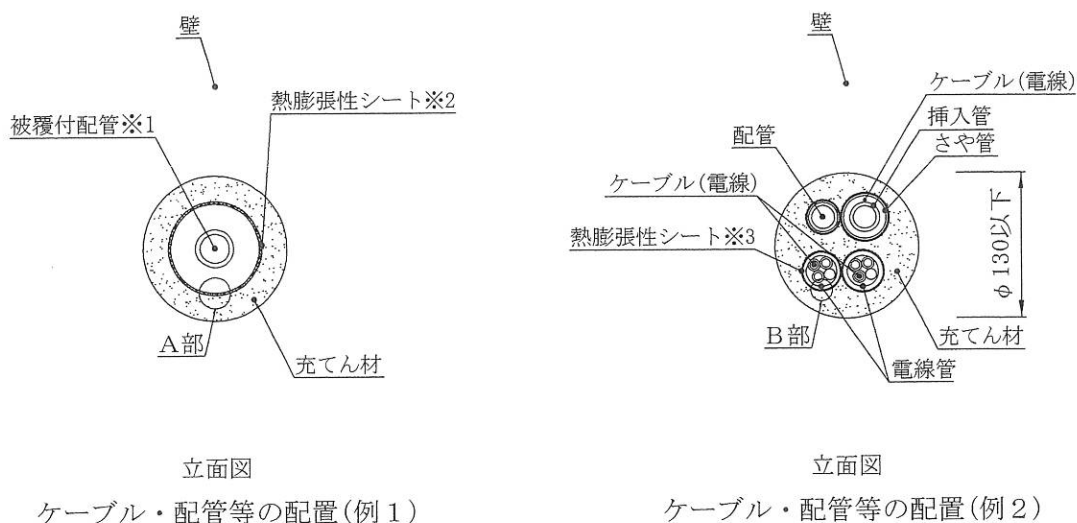 壁
熱膨張性シート※2
被覆付配管※1
A部
充てん材
立面図
ケーブル・配管等の配置(例1)
壁
ケーブル(電線)
挿入管
さや管
配管
ケーブル(電線)
熱膨張性シート※3
φ130以下
B部
充てん材
電線管
立面図
ケーブル・配管等の配置(例2)